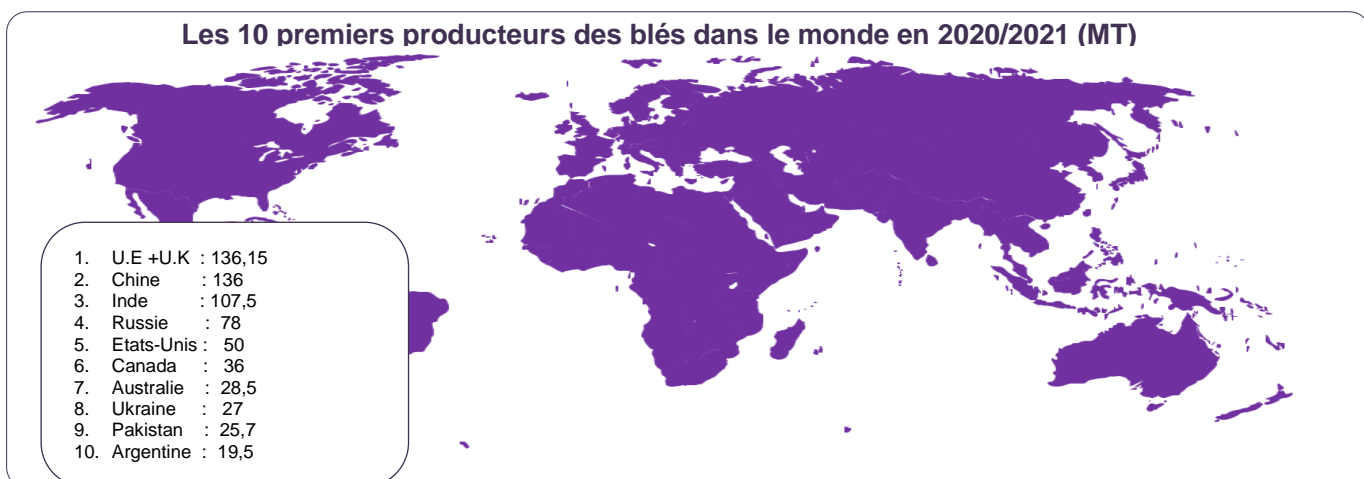 Les 10 premiers producteurs des blés dans le monde en 2020/2021 (MT)
1. U.E +U.K : 136,15
2. Chine : 136
3. Inde : 107,5
4. Russie : 78
5. Etats-Unis : 50
6. Canada : 36
7. Australie : 28,5
8. Ukraine : 27
9. Pakistan : 25,7
10. Argentine : 19,5